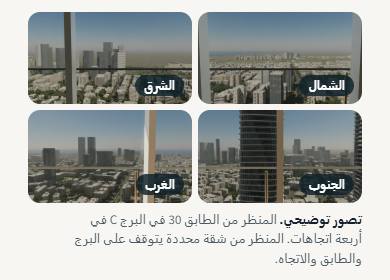 الشمال
الشرق
الجنوب
الغرب
تصور توضيحي. المنظر من الطابق 30 في البرج C في
أربعة اتجاهات. المنظر من شقة محددة يتوقف على البرج
والطابق والاتجاه.